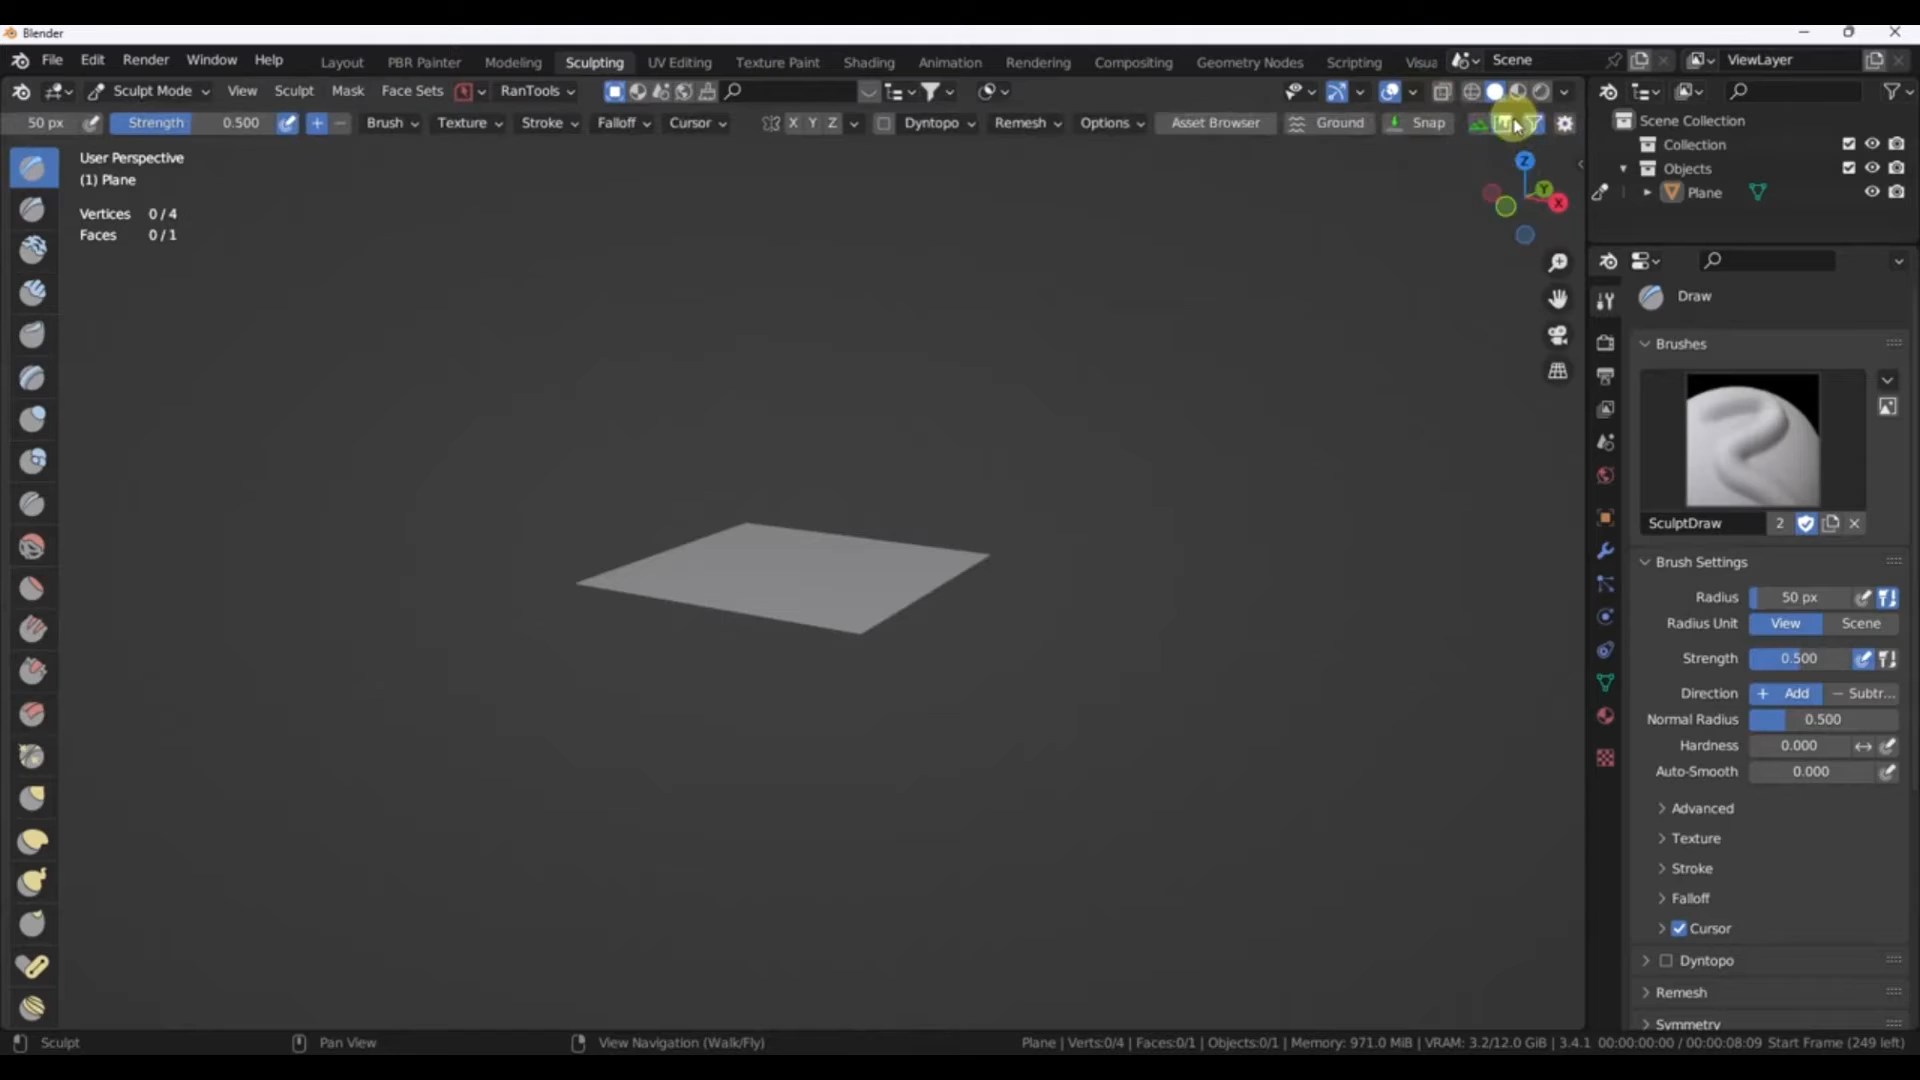 Blender
File Edit Render Window Help Layout PBR Painter Modeling Sculpting UV Editing Texture Paint Shading Animation Rendering Compositing Geometry Nodes Scripting Visua Scene ViewLayer
Sculpt Mode View Sculpt Mask Face Sets RanTools
50 px Strength 0.500 Brush Texture Stroke Falloff Cursor X Y Z Dyntopo Remesh Options Asset Browser Ground Snap
Scene Collection
Collection
Objects
Plane
User Perspective
(1) Plane
Vertices 0 / 4
Faces 0 / 1
Z
Y
X
Draw
Brushes
SculptDraw 2
Brush Settings
Radius 50 px
Radius Unit View Scene
Strength 0.500
Direction + Add − Subtr...
Normal Radius 0.500
Hardness 0.000
Auto-Smooth 0.000
Advanced
Texture
Stroke
Falloff
Cursor
Dyntopo
Remesh
Symmetry
Sculpt Pan View View Navigation (Walk/Fly) Plane | Verts:0/4 | Faces:0/1 | Objects:0/1 | Memory: 971.0 MiB | VRAM: 3.2/12.0 GiB | 3.4.1 00:00:00:00 / 00:00:08:09 Start Frame (249 left)